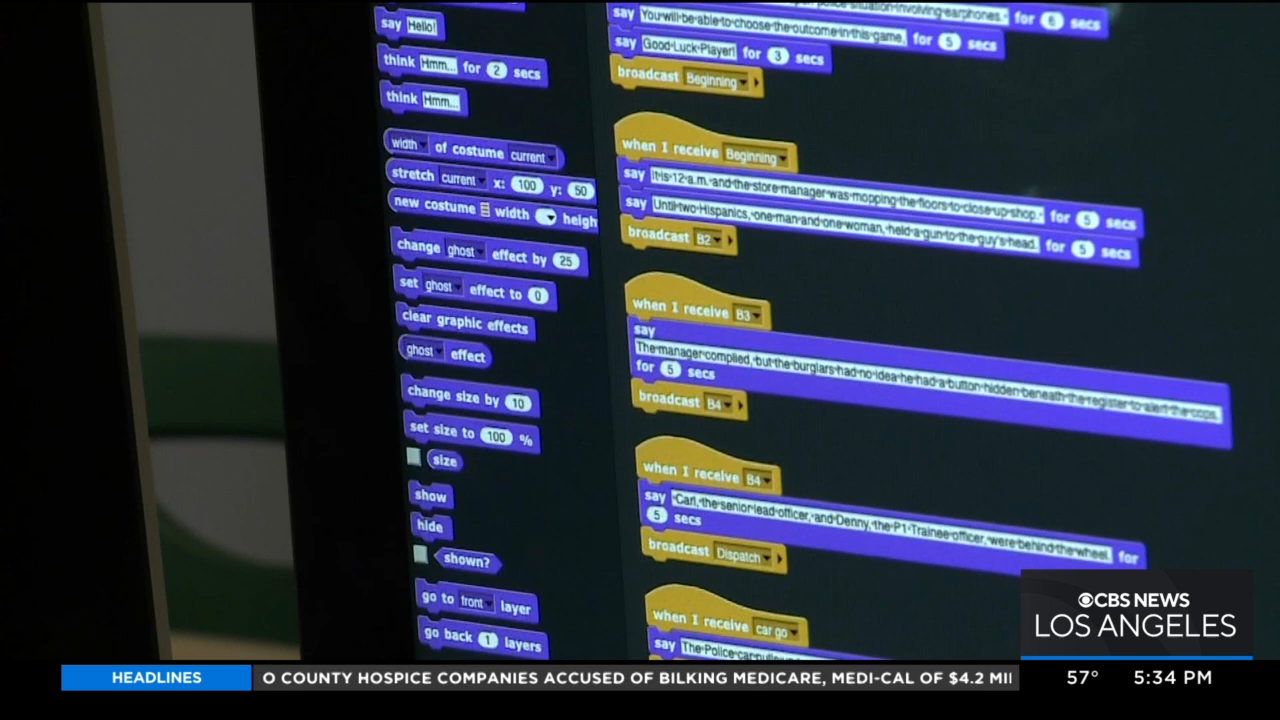 say Hello!
think Hmm... for 2 secs
think Hmm...
width of costume current
stretch current x: 100 y: 50
new costume width heigh
change ghost effect by 25
set ghost effect to 0
clear graphic effects
ghost effect
change size by 10
set size to 100 %
size
show
hide
shown?
go to front layer
go back 1 layers
police situation involving earphones. for 6 secs
say You will be able to choose the outcome in this game. for 5 secs
say Good Luck Player! for 3 secs
broadcast Beginning
when I receive Beginning
say It is 12 a.m. and the store manager was mopping the floors to close up shop. for 5 secs
say Until two Hispanics, one man and one woman, held a gun to the guy's head. for 5 secs
broadcast B2
when I receive B3
say
The manager complied, but the burglars had no idea he had a button hidden beneath the register to alert the cops.
for 5 secs
broadcast B4
when I receive B4
say Carl, the senior lead officer, and Denny, the P1 Trainee officer, were behind the wheel. for
5 secs
broadcast Dispatch
when I receive car go
say The Police car
CBS NEWS
LOS ANGELES
HEADLINES O COUNTY HOSPICE COMPANIES ACCUSED OF BILKING MEDICARE, MEDI-CAL OF $4.2 MIL 57° 5:34 PM